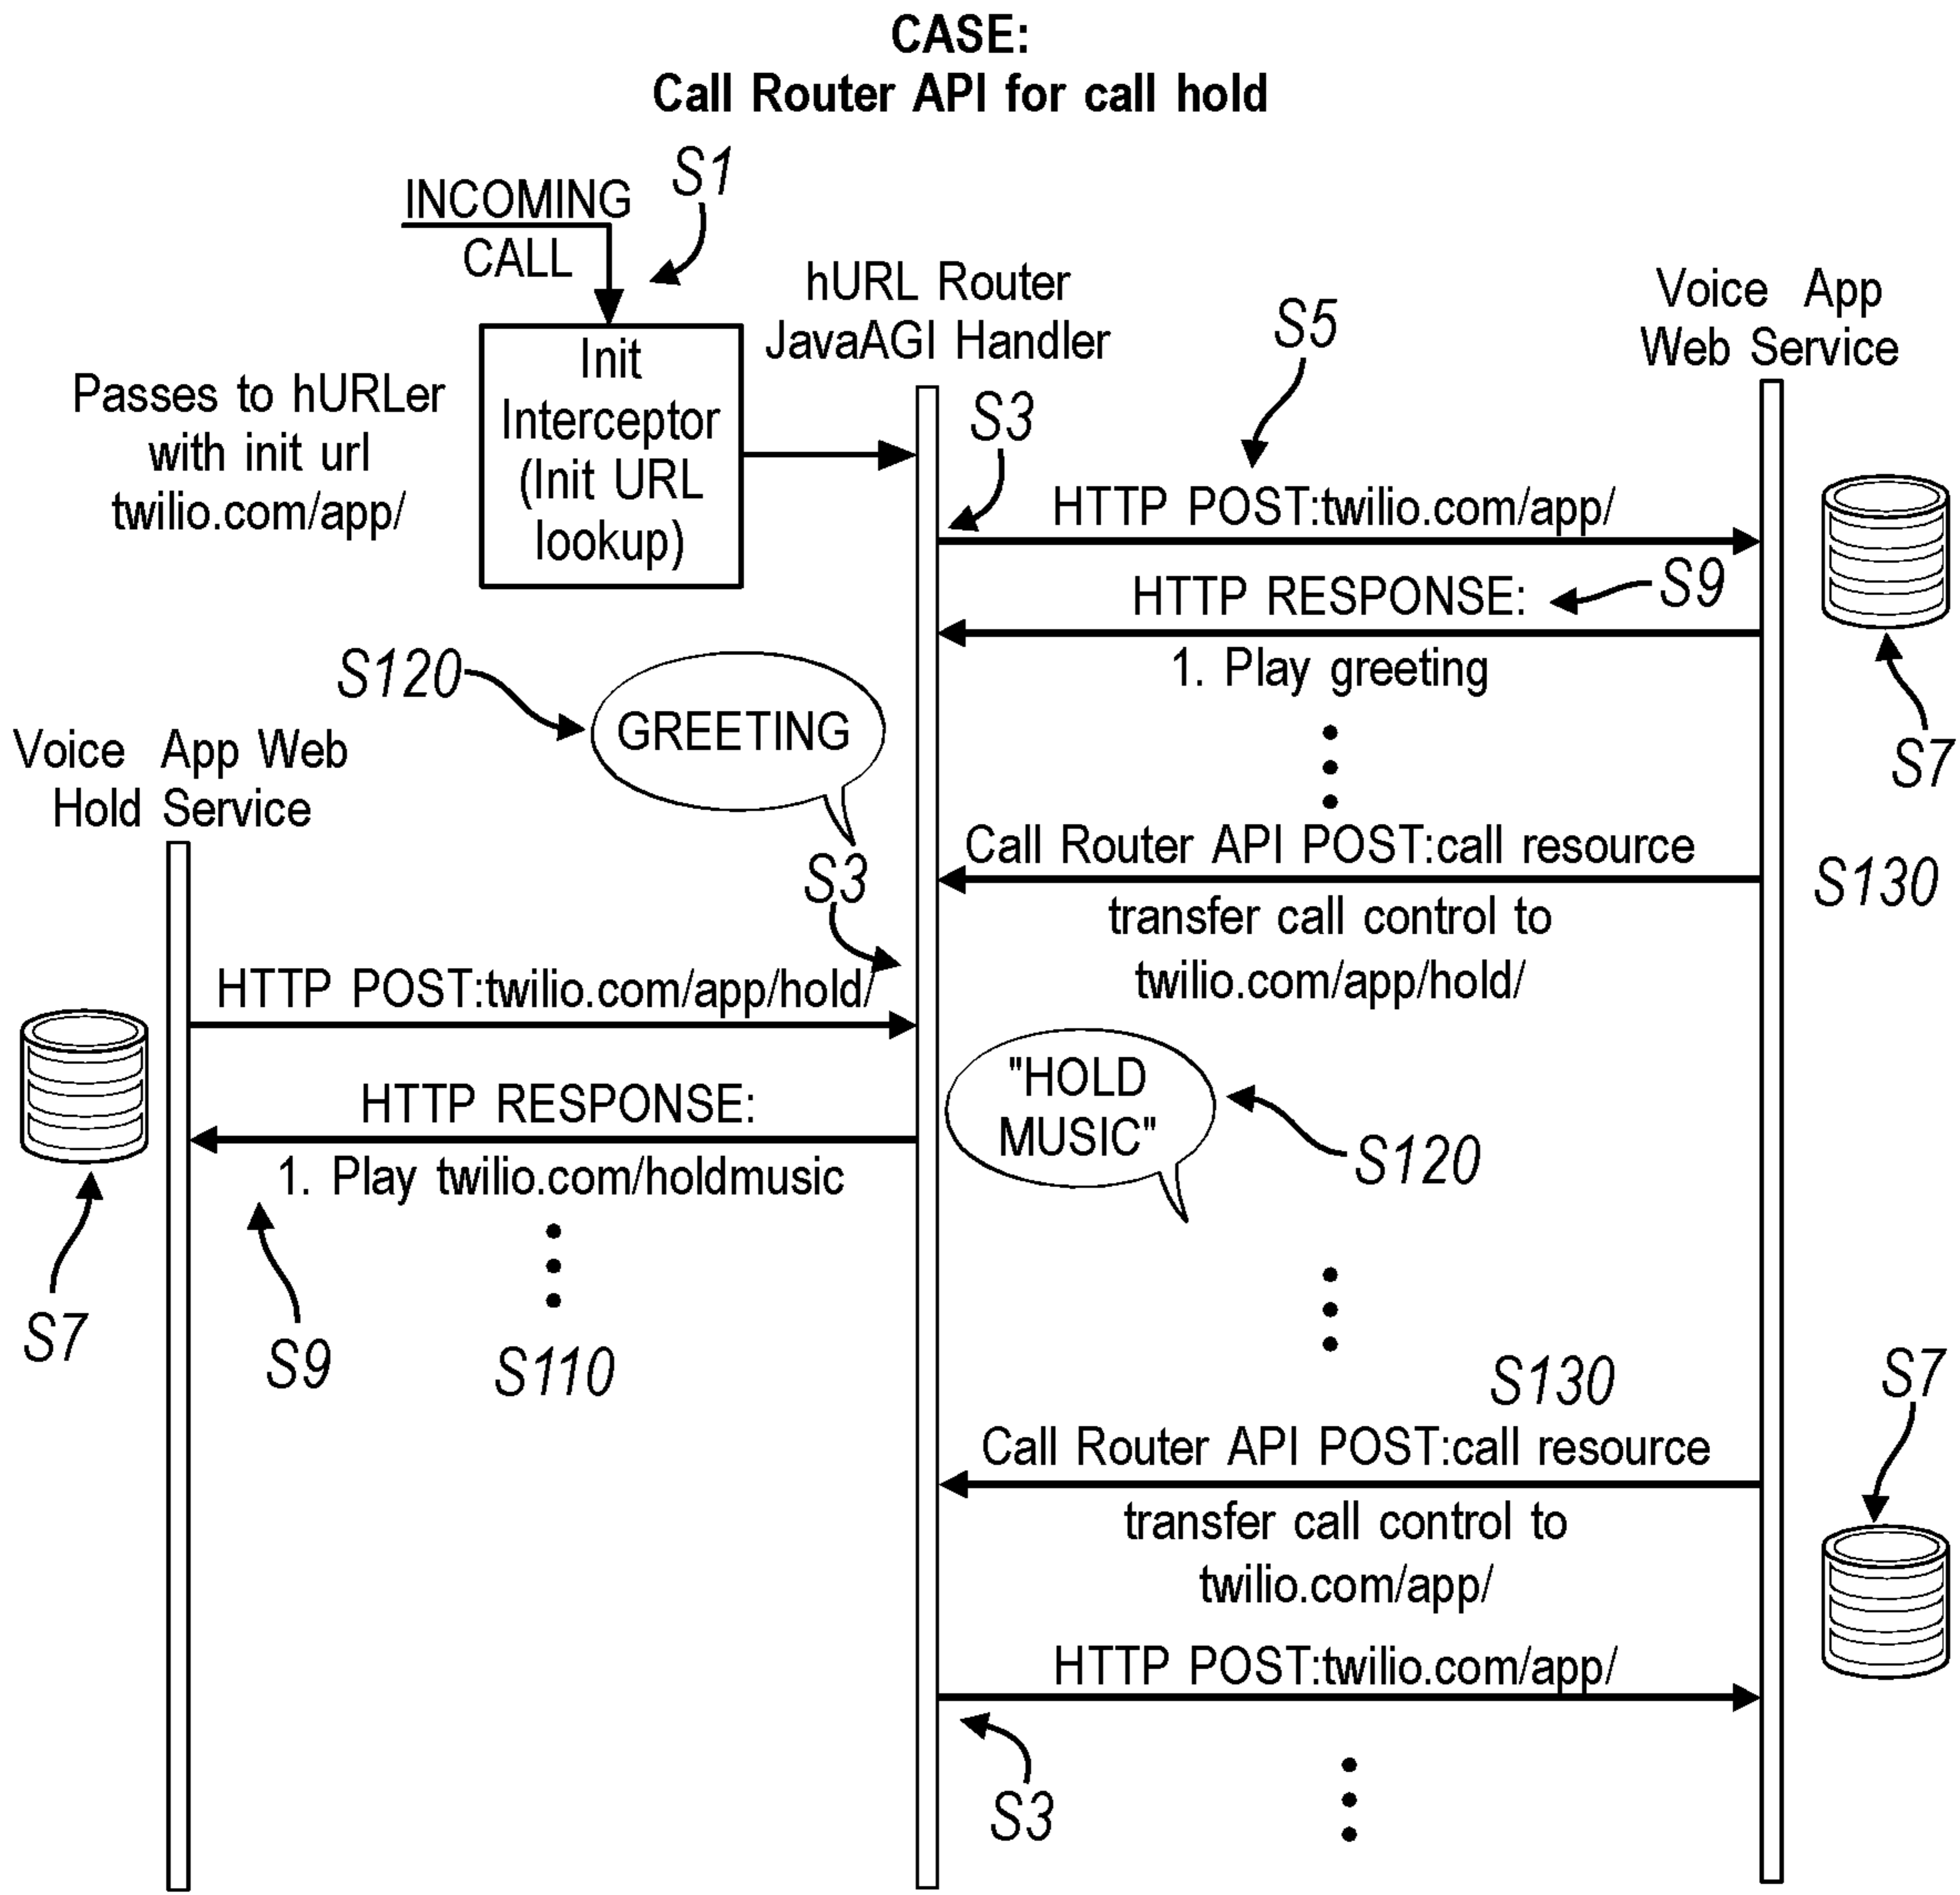 CASE:
Call Router API for call hold
S1
INCOMING
CALL
hURL Router
JavaAGI Handler
Voice App
Web Service
Init
Interceptor
(Init URL
lookup)
Passes to hURLer
with init url
twilio.com/app/
S5
S3
HTTP POST:twilio.com/app/
HTTP RESPONSE:
S9
1. Play greeting
S7
S120
GREETING
Voice App Web
Hold Service
S3
Call Router API POST:call resource
S130
transfer call control to
twilio.com/app/hold/
HTTP POST:twilio.com/app/hold/
"HOLD
MUSIC"
S120
HTTP RESPONSE:
1. Play twilio.com/holdmusic
S7
S9
S110
S130
S7
Call Router API POST:call resource
transfer call control to
twilio.com/app/
HTTP POST:twilio.com/app/
S3